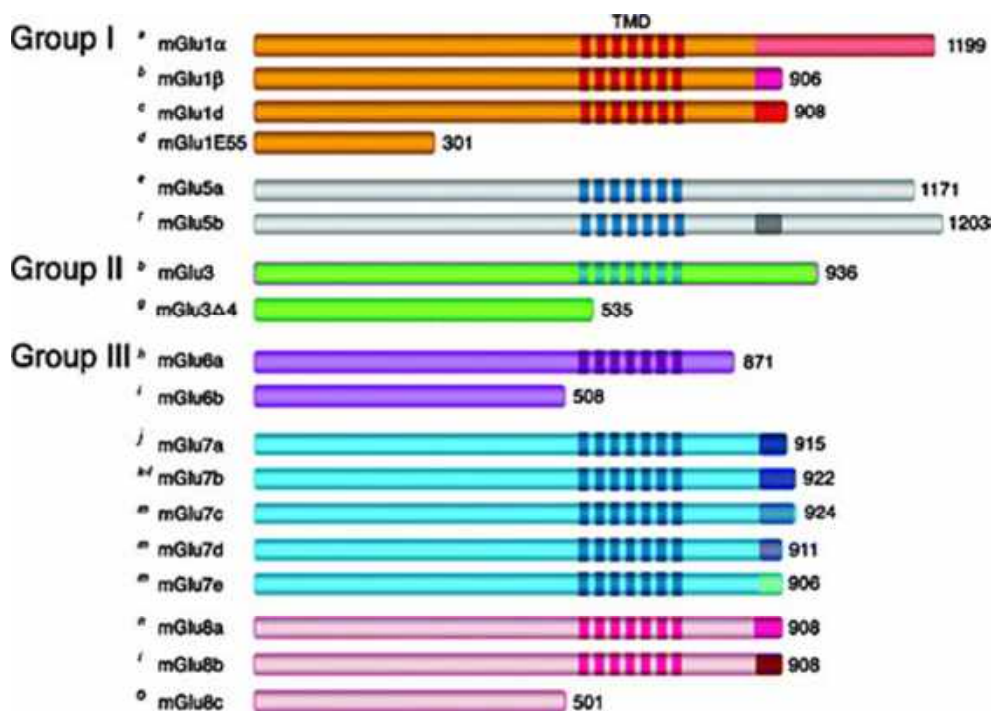 TMD
Group I a mGlu1α 1199
b mGlu1β 906
c mGlu1d 908
d mGlu1E55 301
e mGlu5a 1171
f mGlu5b 1203
Group II b mGlu3 936
g mGlu3Δ4 535
Group III h mGlu6a 871
i mGlu6b 508
j mGlu7a 915
k-l mGlu7b 922
m mGlu7c 924
m mGlu7d 911
m mGlu7e 906
n mGlu8a 908
i mGlu8b 908
o mGlu8c 501